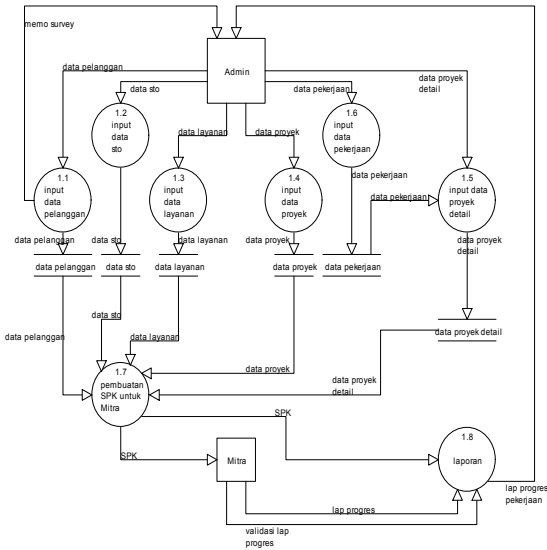 memo survey
Admin
data pelanggan
data sto
data pekerjaan
data proyek
detail
1.2
input
data
sto
1.6
input
data
pekerjaan
data layanan
data proyek
1.1
input
data
pelanggan
1.3
input
data
layanan
1.4
input
data
proyek
data pekerjaan
data pekerjaan
1.5
input data
proyek
detail
data pelanggan
data sto
data layanan
data proyek
data proyek
detail
data pelanggan
data sto
data layanan
data proyek
data pekerjaan
data sto
data pelanggan
data layanan
data proyek detail
data proyek
1.7
pembuatan
SPK untuk
Mitra
data proyek
detail
SPK
SPK
Mitra
1.8
laporan
lap progres
pekerjaan
lap progres
validasi lap
progres